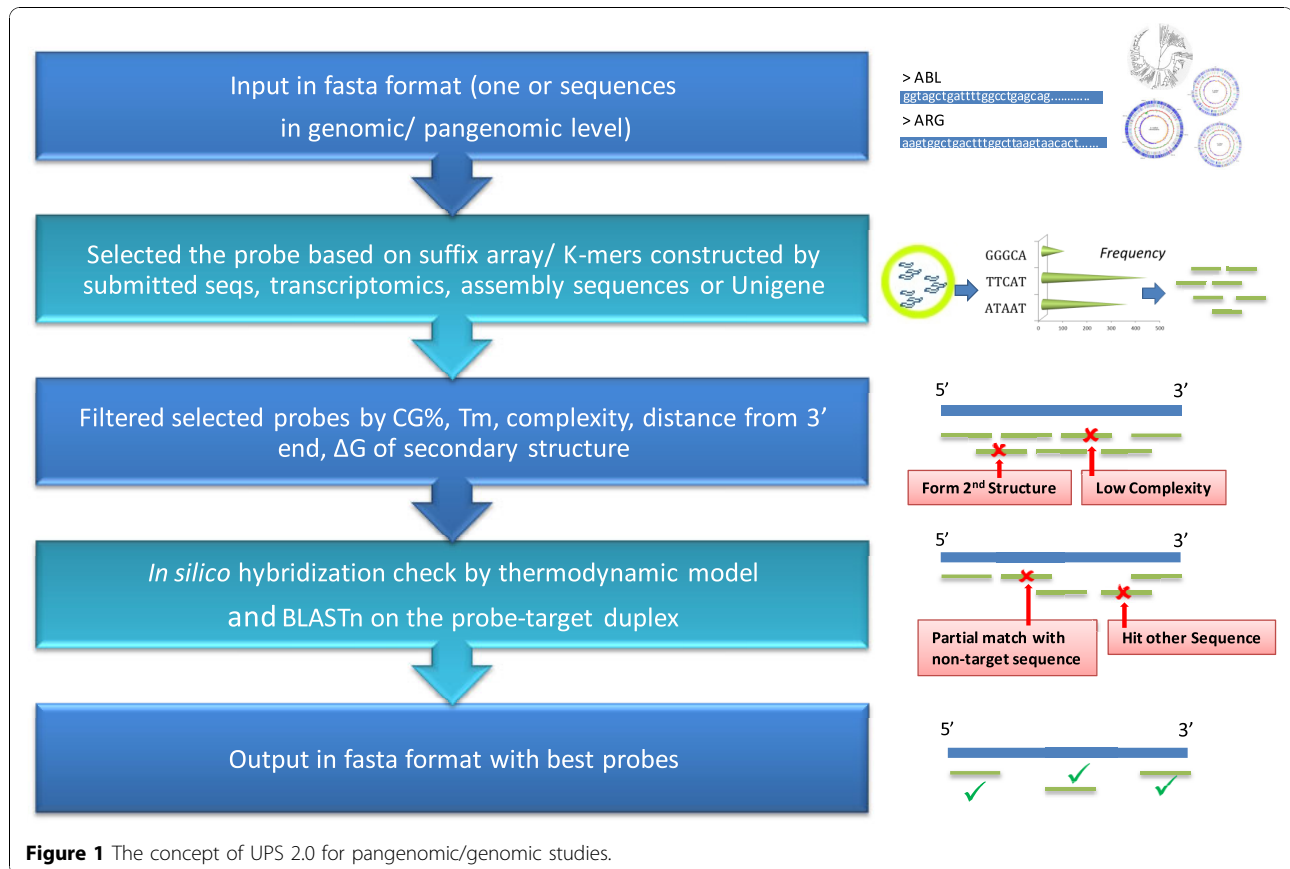 Input in fasta format (one or sequences
in genomic/ pangenomic level)
> ABL
ggtagctgattttggcctgagcag...........
> ARG
aagtggctgactttggcttaagtaacact......
Selected the probe based on suffix array/ K-mers constructed by
submitted seqs, transcriptomics, assembly sequences or Unigene
GGGCA
TTCAT
ATAAT
Frequency
0 100 200 300 400 500
Filtered selected probes by CG%, Tm, complexity, distance from 3’
end, ΔG of secondary structure
5’ 3’
Form 2nd Structure
Low Complexity
In silico hybridization check by thermodynamic model
and BLASTn on the probe-target duplex
5’ 3’
Partial match with
non-target sequence
Hit other Sequence
Output in fasta format with best probes
5’ 3’
Figure 1 The concept of UPS 2.0 for pangenomic/genomic studies.